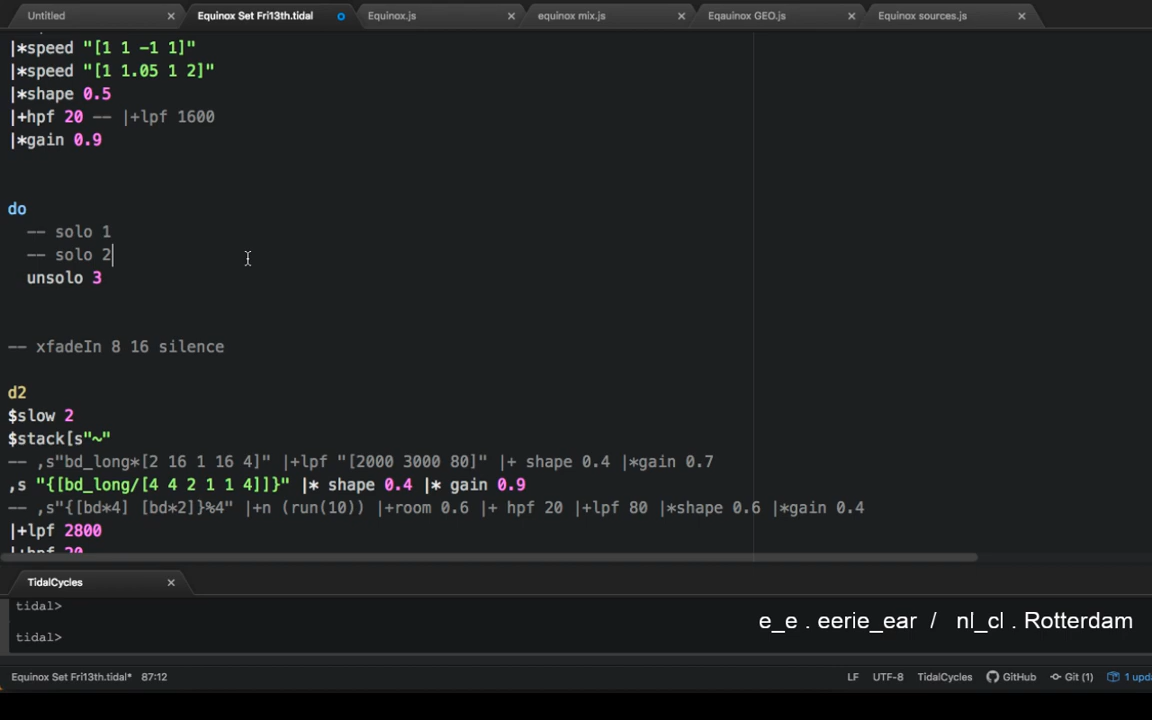 Untitled
Equinox Set Fri13th.tidal
Equinox.js
equinox mix.js
Eqauinox GEO.js
Equinox sources.js
|*speed "[1 1 -1 1]"
|*speed "[1 1.05 1 2]"
|*shape 0.5
|+hpf 20 -- |+lpf 1600
|*gain 0.9
do
-- solo 1
-- solo 2
unsolo 3
-- xfadeIn 8 16 silence
d2
$slow 2
$stack[s"~"
-- ,s"bd_long*[2 16 1 16 4]" |+lpf "[2000 3000 80]" |+ shape 0.4 |*gain 0.7
,s "{[bd_long/[4 4 2 1 1 4]]}" |* shape 0.4 |* gain 0.9
-- ,s"{[bd*4] [bd*2]}%4" |+n (run(10)) |+room 0.6 |+ hpf 20 |+lpf 80 |*shape 0.6 |*gain 0.4
|+lpf 2800
|+hpf 20
TidalCycles
tidal>
tidal>
e_e . eerie_ear / nl_cl . Rotterdam
Equinox Set Fri13th.tidal* 87:12
LF UTF-8 TidalCycles GitHub Git (1) 1 upd